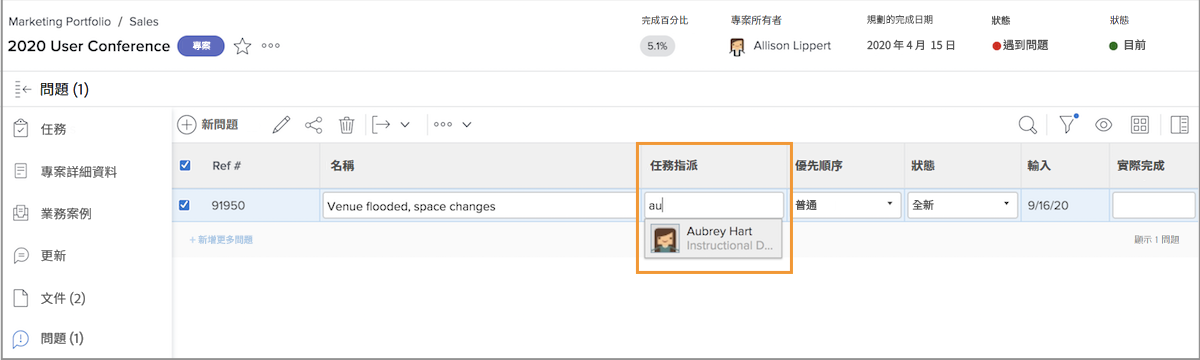 Marketing Portfolio / Sales
2020 User Conference 專案
完成百分比
5.1%
專案所有者
Allison Lippert
規劃的完成日期
2020 年 4 月 15 日
狀態
遇到問題
狀態
目前
問題 (1)
任務
專案詳細資料
業務案例
更新
文件 (2)
問題 (1)
新問題
Ref # 名稱 任務指派 優先順序 狀態 輸入 實際完成
91950 Venue flooded, space changes au 普通 全新 9/16/20
Aubrey Hart
Instructional D...
+ 新增更多問題
顯示 1 問題